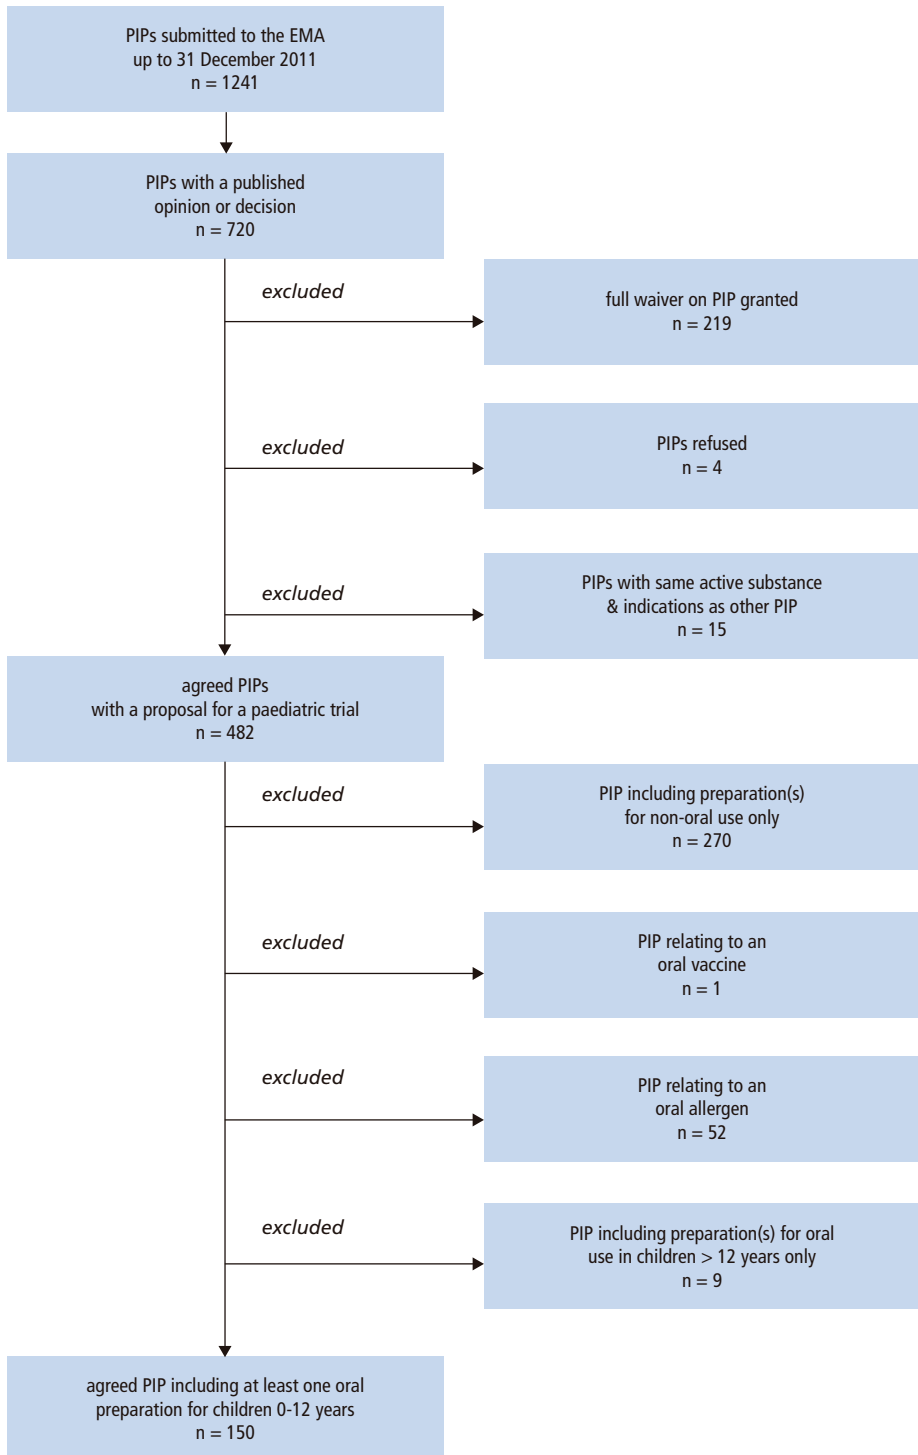 PIPs submitted to the EMA
up to 31 December 2011
n = 1241
PIPs with a published
opinion or decision
n = 720
excluded
full waiver on PIP granted
n = 219
excluded
PIPs refused
n = 4
excluded
PIPs with same active substance
& indications as other PIP
n = 15
agreed PIPs
with a proposal for a paediatric trial
n = 482
excluded
PIP including preparation(s)
for non-oral use only
n = 270
excluded
PIP relating to an
oral vaccine
n = 1
excluded
PIP relating to an
oral allergen
n = 52
excluded
PIP including preparation(s) for oral
use in children > 12 years only
n = 9
agreed PIP including at least one oral
preparation for children 0-12 years
n = 150